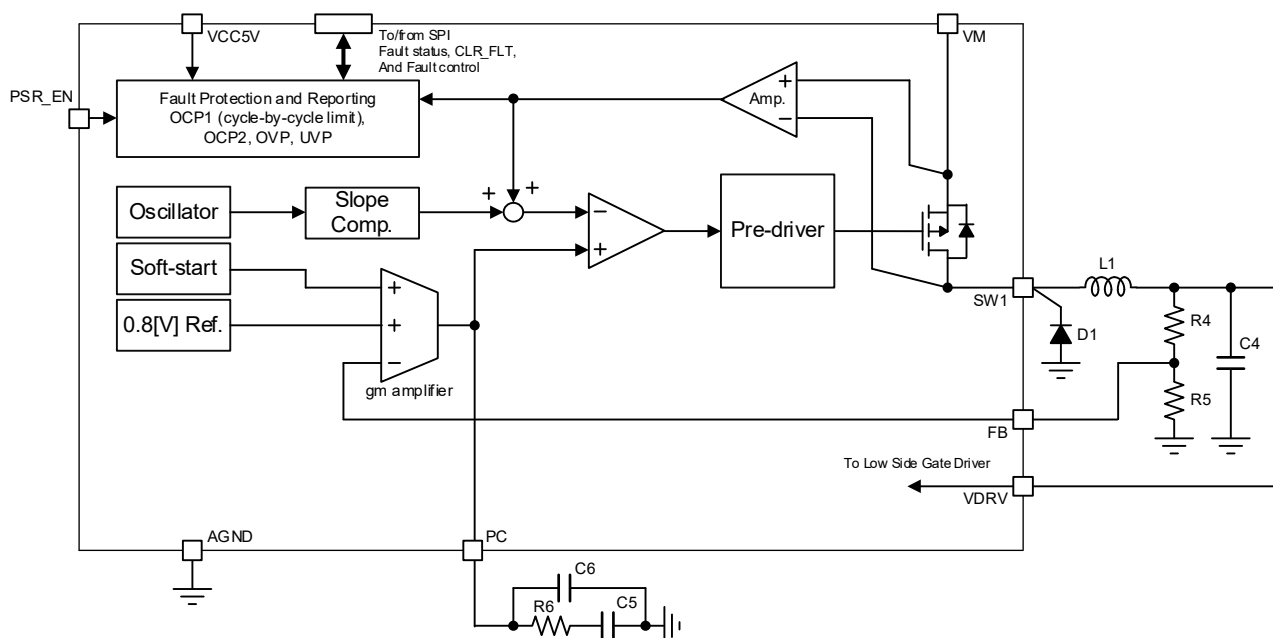 VCC5V
To/from SPI
Fault status, CLR_FLT,
And Fault control
VM
PSR_EN
Fault Protection and Reporting
OCP1 (cycle-by-cycle limit),
OCP2, OVP, UVP
+
Amp.
−
Oscillator
Slope
Comp.
+
+
−
+
Pre-driver
Soft-start
0.8[V] Ref.
+
+
−
gm amplifier
SW1
L1
D1
R4
C4
R5
FB
To Low Side Gate Driver
VDRV
AGND
PC
C6
R6
C5